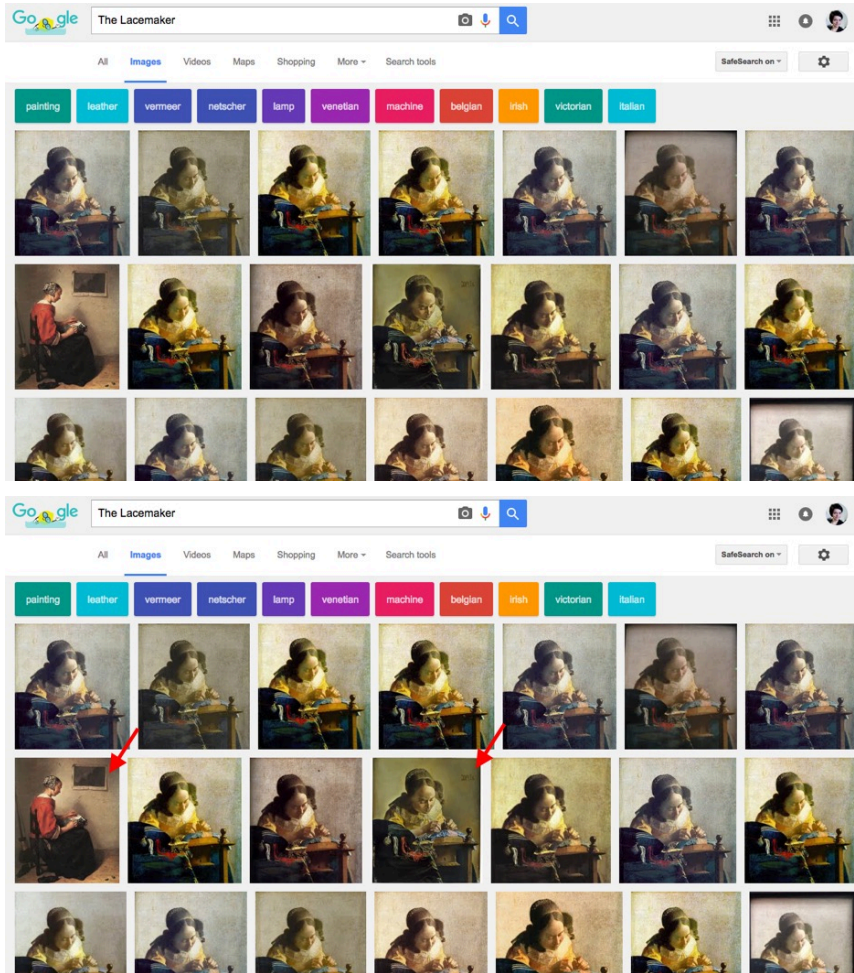 Google The Lacemaker
All Images Videos Maps Shopping More Search tools SafeSearch on
painting leather vermeer netscher lamp venetian machine belgian irish victorian italian
Google The Lacemaker
All Images Videos Maps Shopping More Search tools SafeSearch on
painting leather vermeer netscher lamp venetian machine belgian irish victorian italian